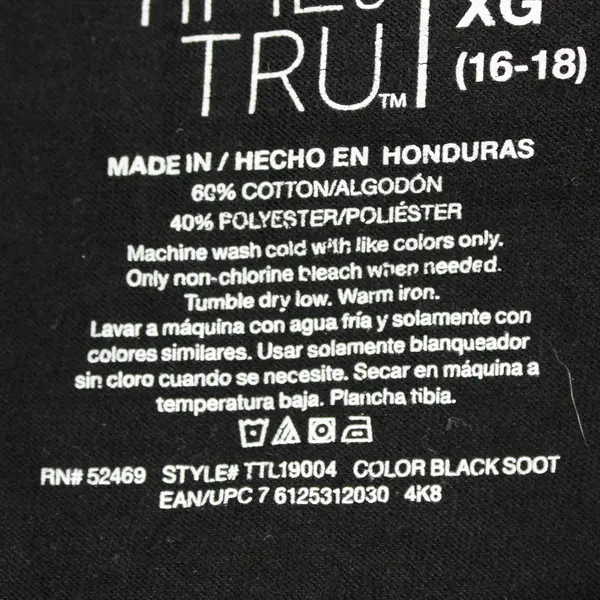 XG
TRU™
(16-18)
MADE IN / HECHO EN HONDURAS
60% COTTON/ALGODÓN
40% POLYESTER/POLIÉSTER
Machine wash cold with like colors only.
Only non-chlorine bleach when needed.
Tumble dry low. Warm iron.
Lavar a máquina con agua fría y solamente con
colores similares. Usar solamente blanqueador
sin cloro cuando se necesite. Secar en máquina a
temperatura baja. Plancha tibia.
RN# 52469 STYLE# TTL19004 COLOR BLACK SOOT
EAN/UPC 7 6125312030 4K8